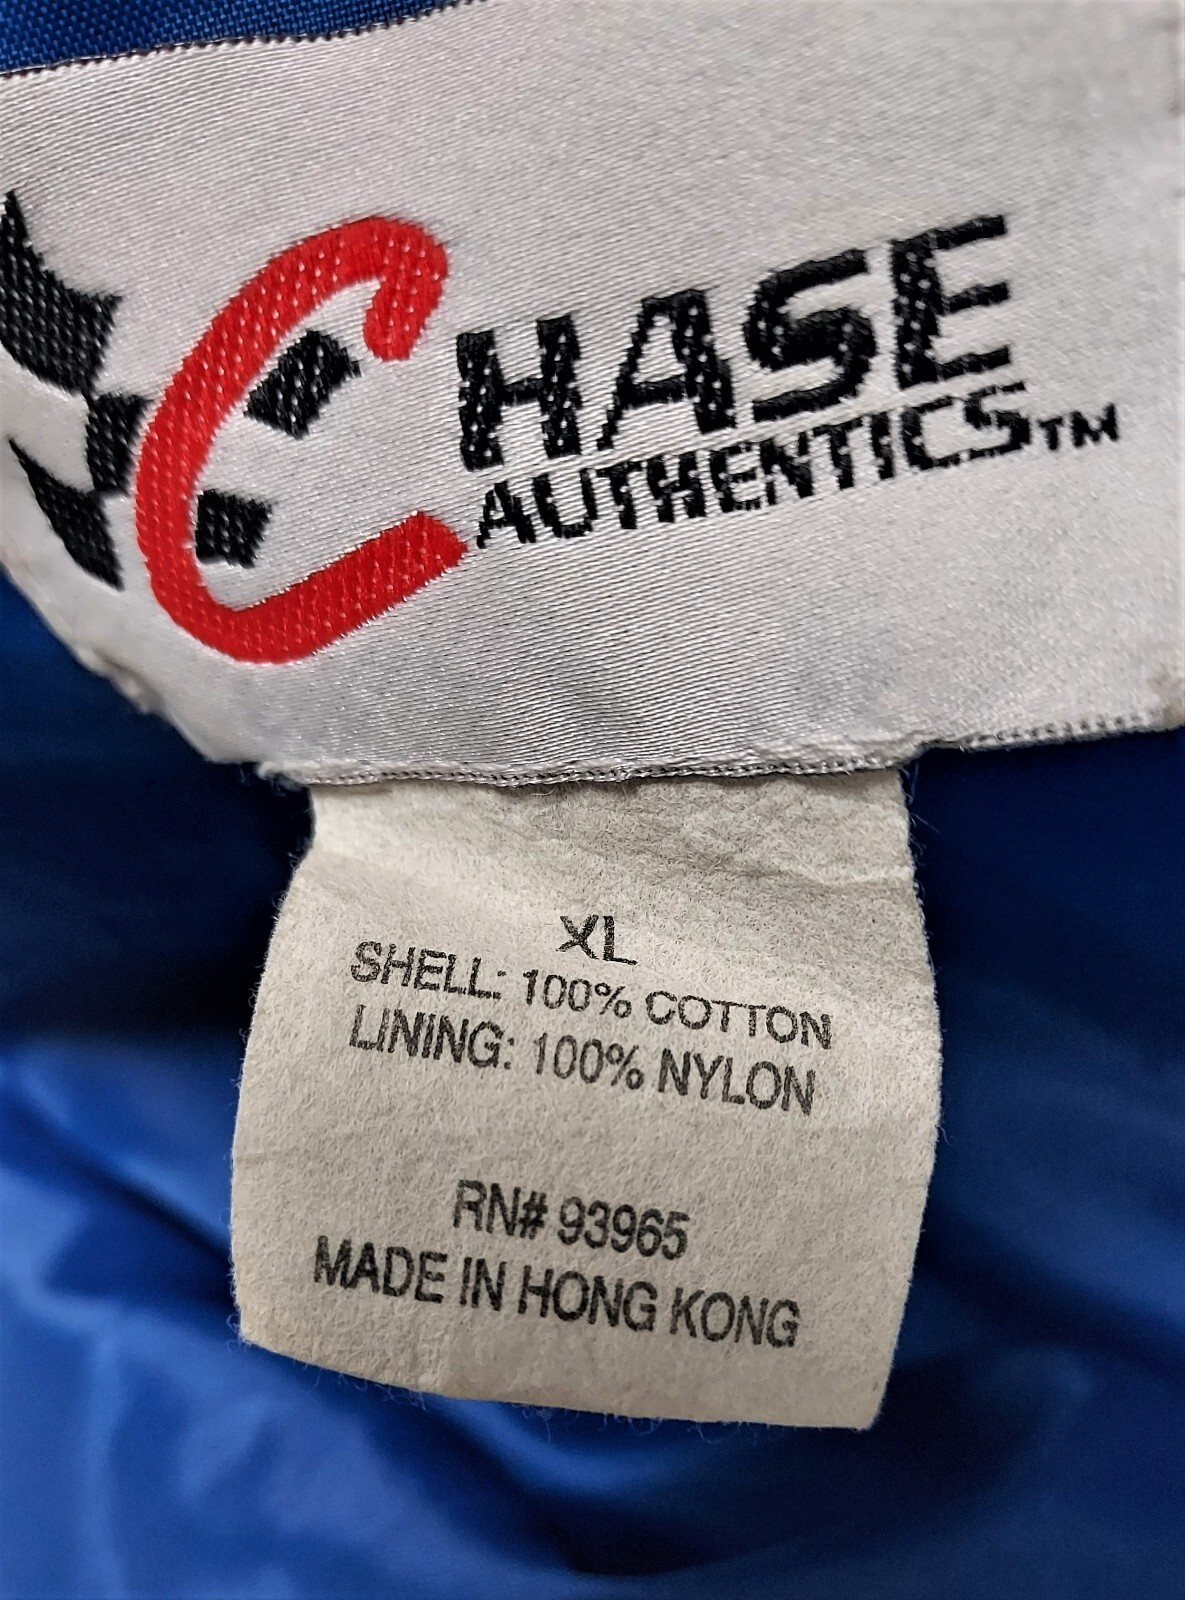 CHASE
AUTHENTICS™
XL
SHELL: 100% COTTON
LINING: 100% NYLON
RN# 93965
MADE IN HONG KONG